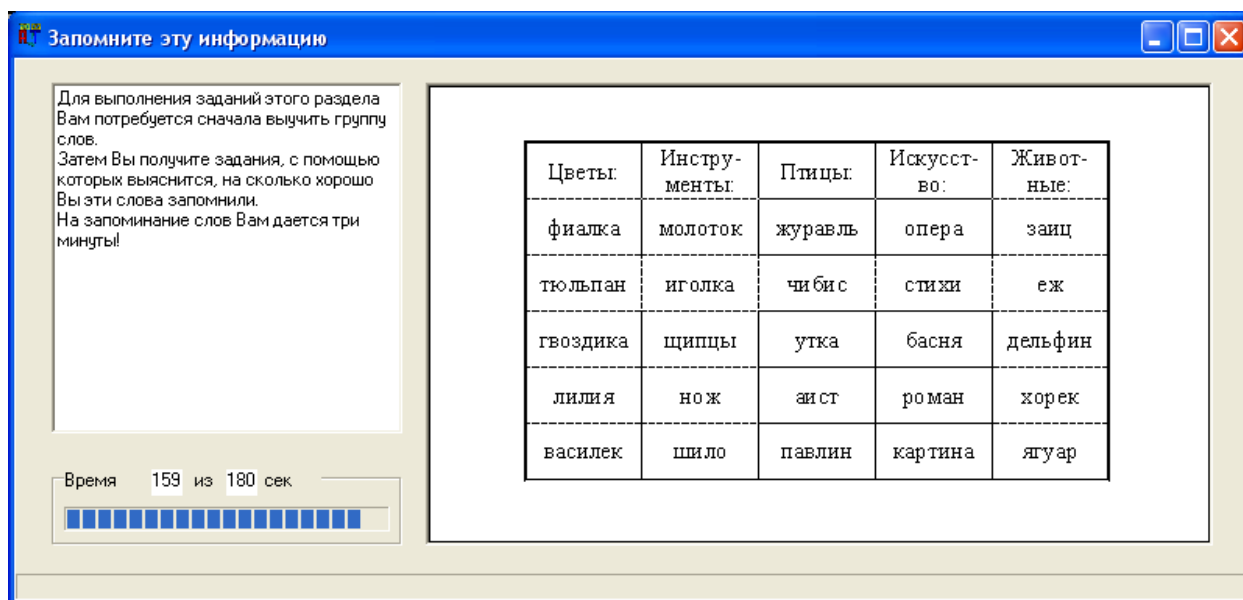 Запомните эту информацию
Для выполнения заданий этого раздела
Вам потребуется сначала выучить группу
слов.
Затем Вы получите задания, с помощью
которых выяснится, на сколько хорошо
Вы эти слова запомнили.
На запоминание слов Вам дается три
минуты!
Время 159 из 180 сек
Цветы: Инстру- Птицы: Искусст- Живот-
менты: во: ные:
фиалка молоток журавль опера заиц
тюльпан иголка чибис стихи еж
гвоздика щипцы утка басня дельфин
лилия нож аист роман хорек
василек шило павлин картина ягуар